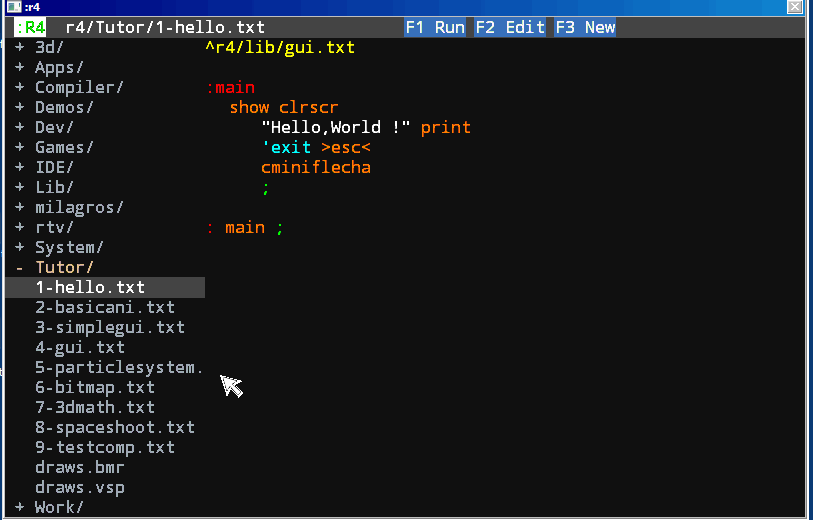 :r4
:R4 r4/Tutor/1-hello.txt F1 Run F2 Edit F3 New
+ 3d/
+ Apps/
+ Compiler/
+ Demos/
+ Dev/
+ Games/
+ IDE/
+ Lib/
+ milagros/
+ rtv/
+ System/
- Tutor/
1-hello.txt
2-basicani.txt
3-simplegui.txt
4-gui.txt
5-particlesystem.
6-bitmap.txt
7-3dmath.txt
8-spaceshoot.txt
9-testcomp.txt
draws.bmr
draws.vsp
+ Work/
^r4/lib/gui.txt
:main
show clrscr
"Hello,World !" print
'exit >esc<
cminiflecha
;
: main ;